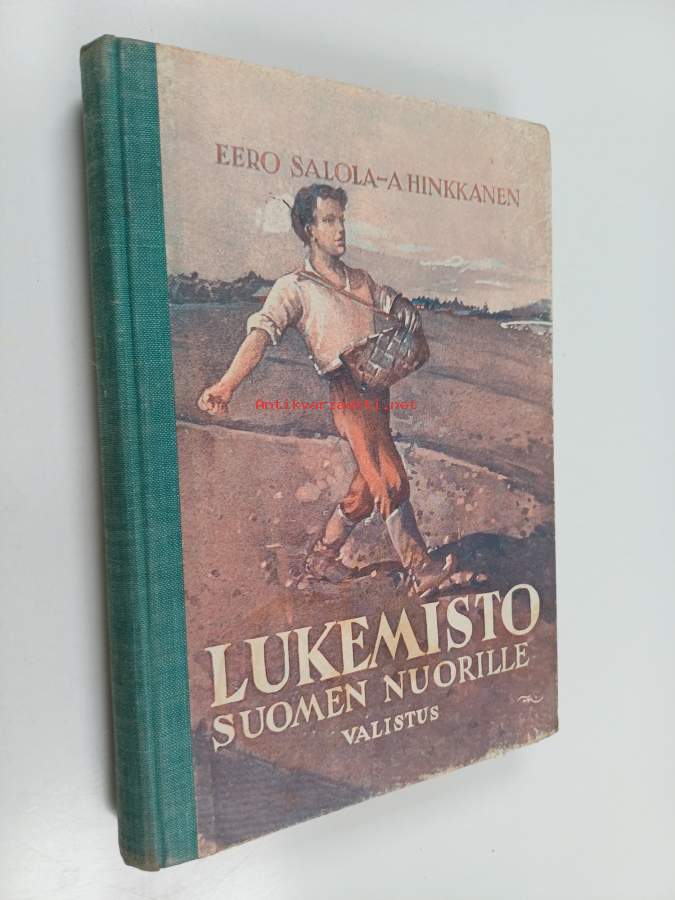 EERO SALOLA-A HINKKANEN
Antikvariaatti.net
LUKEMISTO
SUOMEN NUORILLE
VALISTUS